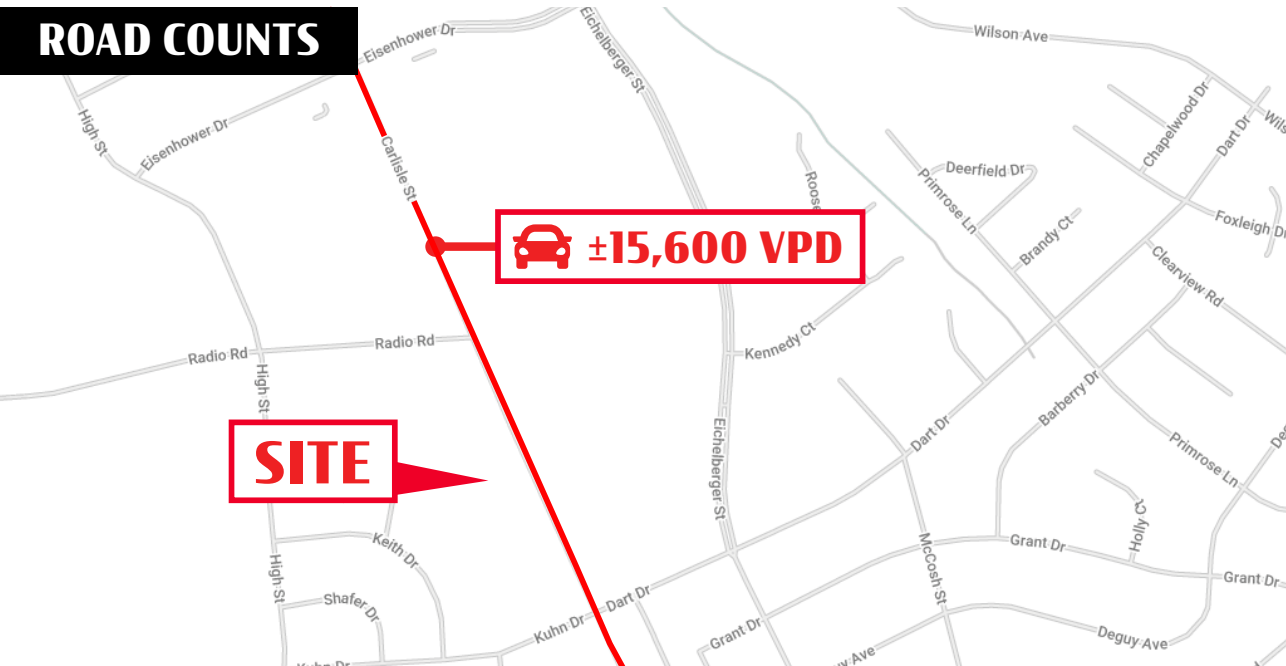 ROAD COUNTS
Eisenhower Dr
Eichelberger St
Wilson Ave
High St
Eisenhower Dr
Carlisle St
Chapelwood Dr
Dart Dr
Deerfield Dr
Primrose Ln
Foxleigh Dr
Brandy Ct
±15,600 VPD
Clearview Rd
Radio Rd
Radio Rd
Kennedy Ct
High St
Barberry Dr
Dart Dr
Eichelberger St
SITE
Primrose Ln
Holly Ct
Keith Dr
McCosh St
Grant Dr
High St
Grant Dr
Shafer Dr
Dart Dr
Kuhn Dr
Grant Dr
Deguy Ave